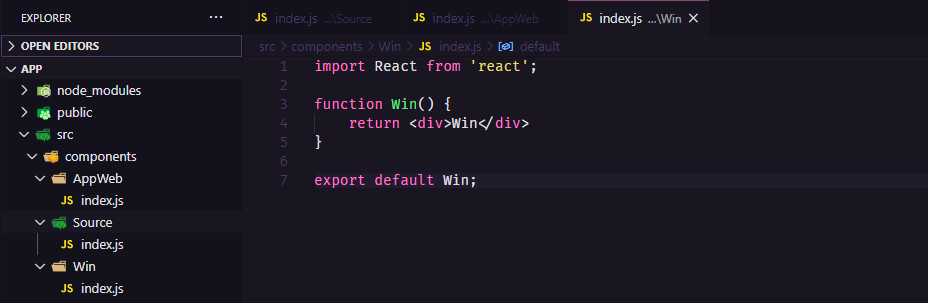 EXPLORER ...
JS index.js ...\Source
JS index.js ...\AppWeb
JS index.js ...\Win
OPEN EDITORS
src > components > Win > JS index.js > default
APP
node_modules
public
src
components
AppWeb
JS index.js
Source
JS index.js
Win
JS index.js
1 import React from 'react';
2
3 function Win() {
4 return <div>Win</div>
5 }
6
7 export default Win;